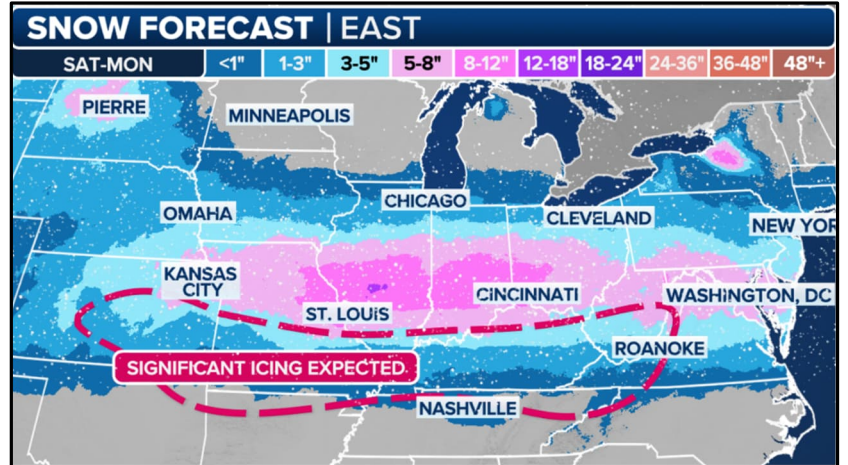 SNOW FORECAST | EAST
SAT-MON <1" 1-3" 3-5" 5-8" 8-12" 12-18" 18-24" 24-36" 36-48" 48"+
PIERRE
MINNEAPOLIS
OMAHA
CHICAGO
CLEVELAND
NEW YOR
KANSAS
CITY
ST. LOUIS
CINCINNATI
WASHINGTON, DC
ROANOKE
SIGNIFICANT ICING EXPECTED
NASHVILLE